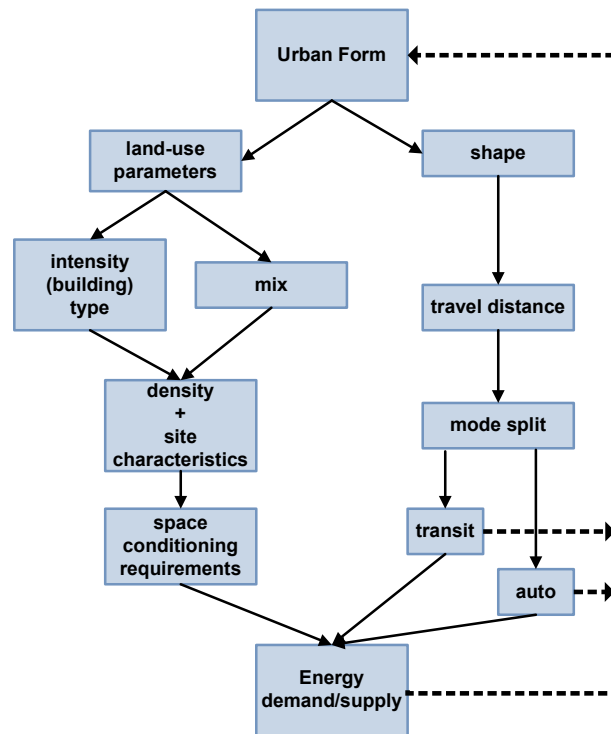 Urban Form
land-use
parameters
shape
intensity
(building)
type
mix
travel distance
density
+
site
characteristics
mode split
space
conditioning
requirements
transit
auto
Energy
demand/supply